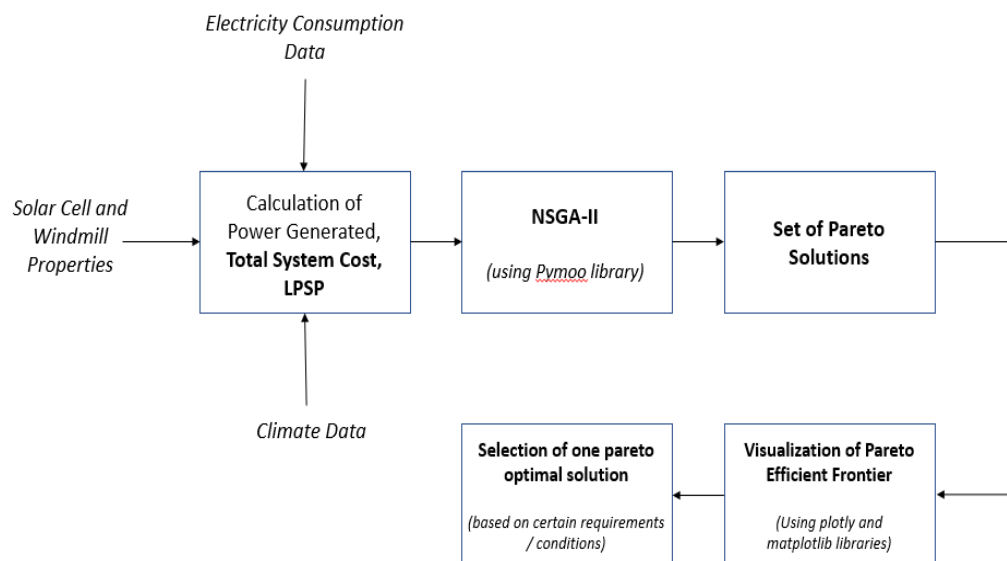 Electricity Consumption
Data
Solar Cell and
Windmill
Properties
Calculation of
Power Generated,
Total System Cost,
LPSP
Climate Data
NSGA-II
(using Pymoo library)
Set of Pareto
Solutions
Visualization of Pareto
Efficient Frontier
(Using plotly and
matplotlib libraries)
Selection of one pareto
optimal solution
(based on certain requirements
/ conditions)